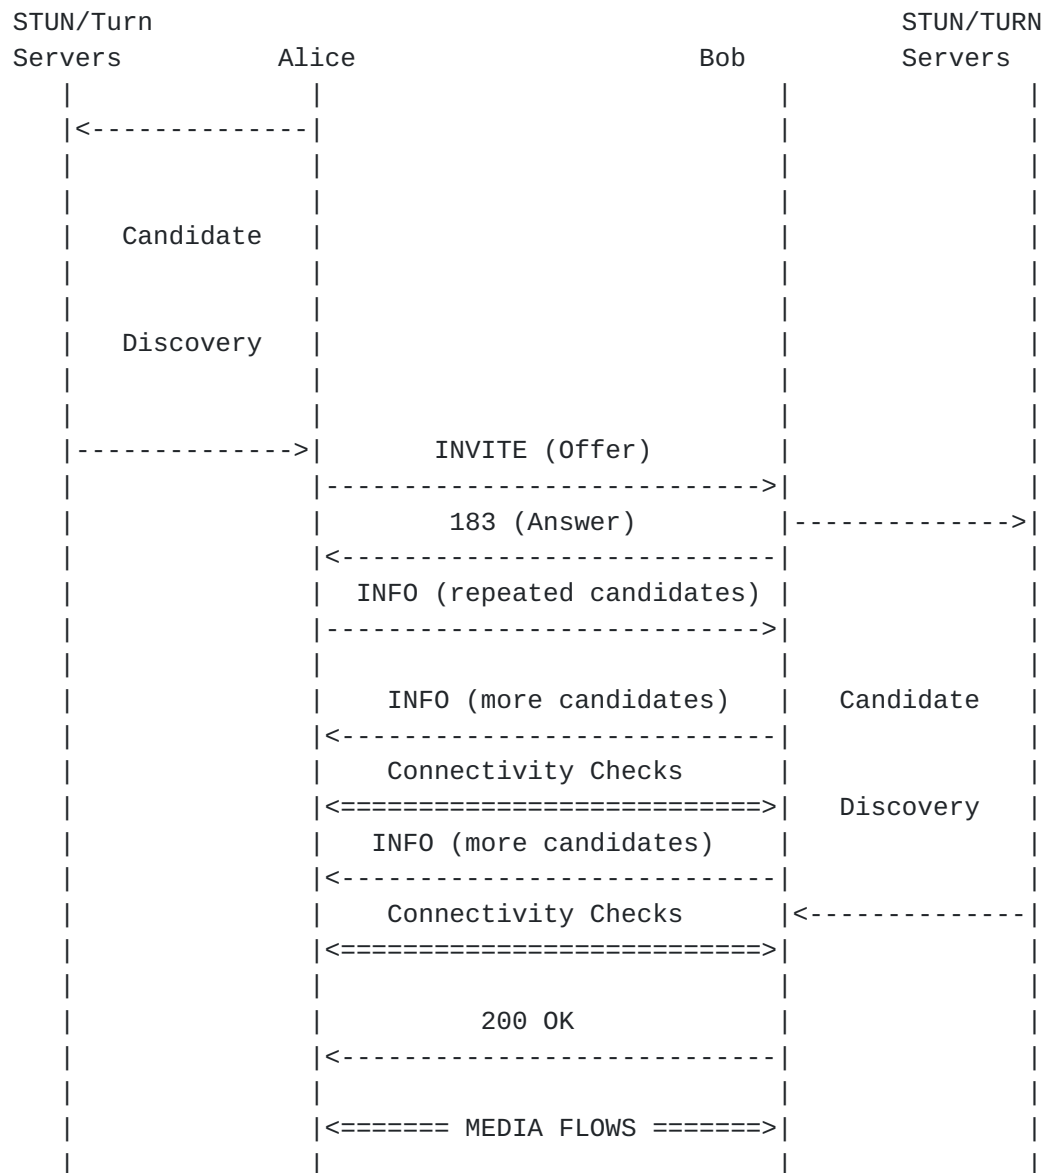 STUN/Turn STUN/TURN
Servers Alice Bob Servers
| | | |
|<--------------| | |
| | | |
| | | |
| Candidate | | |
| | | |
| | | |
| Discovery | | |
| | | |
| | | |
|-------------->| INVITE (Offer) | |
| |---------------------------->| |
| | 183 (Answer) |-------------->|
| |<----------------------------| |
| | INFO (repeated candidates) | |
| |---------------------------->| |
| | | |
| | INFO (more candidates) | Candidate |
| |<----------------------------| |
| | Connectivity Checks | |
| |<===========================>| Discovery |
| | INFO (more candidates) | |
| |<----------------------------| |
| | Connectivity Checks |<--------------|
| |<===========================>| |
| | | |
| | 200 OK | |
| |<----------------------------| |
| | | |
| |<======= MEDIA FLOWS =======>| |
| | | |